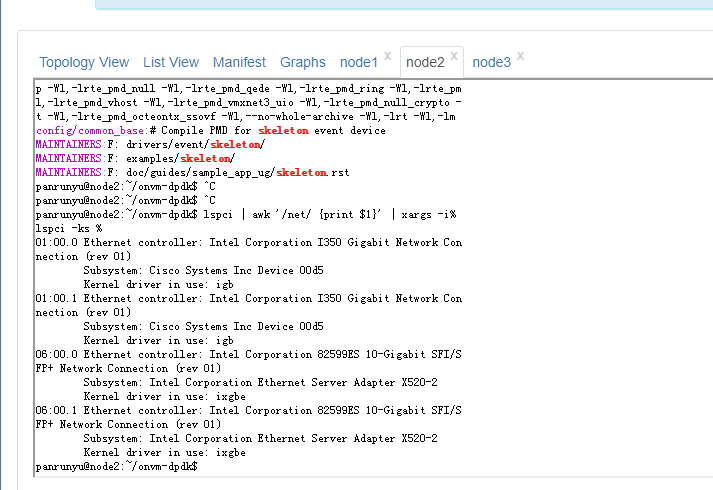 Topology View List View Manifest Graphs node1 x node2 x node3 x
p -Wl,-lrte_pmd_null -Wl,-lrte_pmd_qede -Wl,-lrte_pmd_ring -Wl,-lrte_pm
l,-lrte_pmd_vhost -Wl,-lrte_pmd_vmxnet3_uio -Wl,-lrte_pmd_null_crypto -
t -Wl,-lrte_pmd_octeontx_ssovf -Wl,--no-whole-archive -Wl,-lrt -Wl,-lm
config/common_base:# Compile PMD for skeleton event device
MAINTAINERS:F: drivers/event/skeleton/
MAINTAINERS:F: examples/skeleton/
MAINTAINERS:F: doc/guides/sample_app_ug/skeleton.rst
panrunyu@node2:~/onvm-dpdk$ ^C
panrunyu@node2:~/onvm-dpdk$ ^C
panrunyu@node2:~/onvm-dpdk$ lspci | awk '/net/ {print $1}' | xargs -i%
lspci -ks %
01:00.0 Ethernet controller: Intel Corporation I350 Gigabit Network Con
nection (rev 01)
Subsystem: Cisco Systems Inc Device 00d5
Kernel driver in use: igb
01:00.1 Ethernet controller: Intel Corporation I350 Gigabit Network Con
nection (rev 01)
Subsystem: Cisco Systems Inc Device 00d5
Kernel driver in use: igb
06:00.0 Ethernet controller: Intel Corporation 82599ES 10-Gigabit SFI/S
FP+ Network Connection (rev 01)
Subsystem: Intel Corporation Ethernet Server Adapter X520-2
Kernel driver in use: ixgbe
06:00.1 Ethernet controller: Intel Corporation 82599ES 10-Gigabit SFI/S
FP+ Network Connection (rev 01)
Subsystem: Intel Corporation Ethernet Server Adapter X520-2
Kernel driver in use: ixgbe
panrunyu@node2:~/onvm-dpdk$